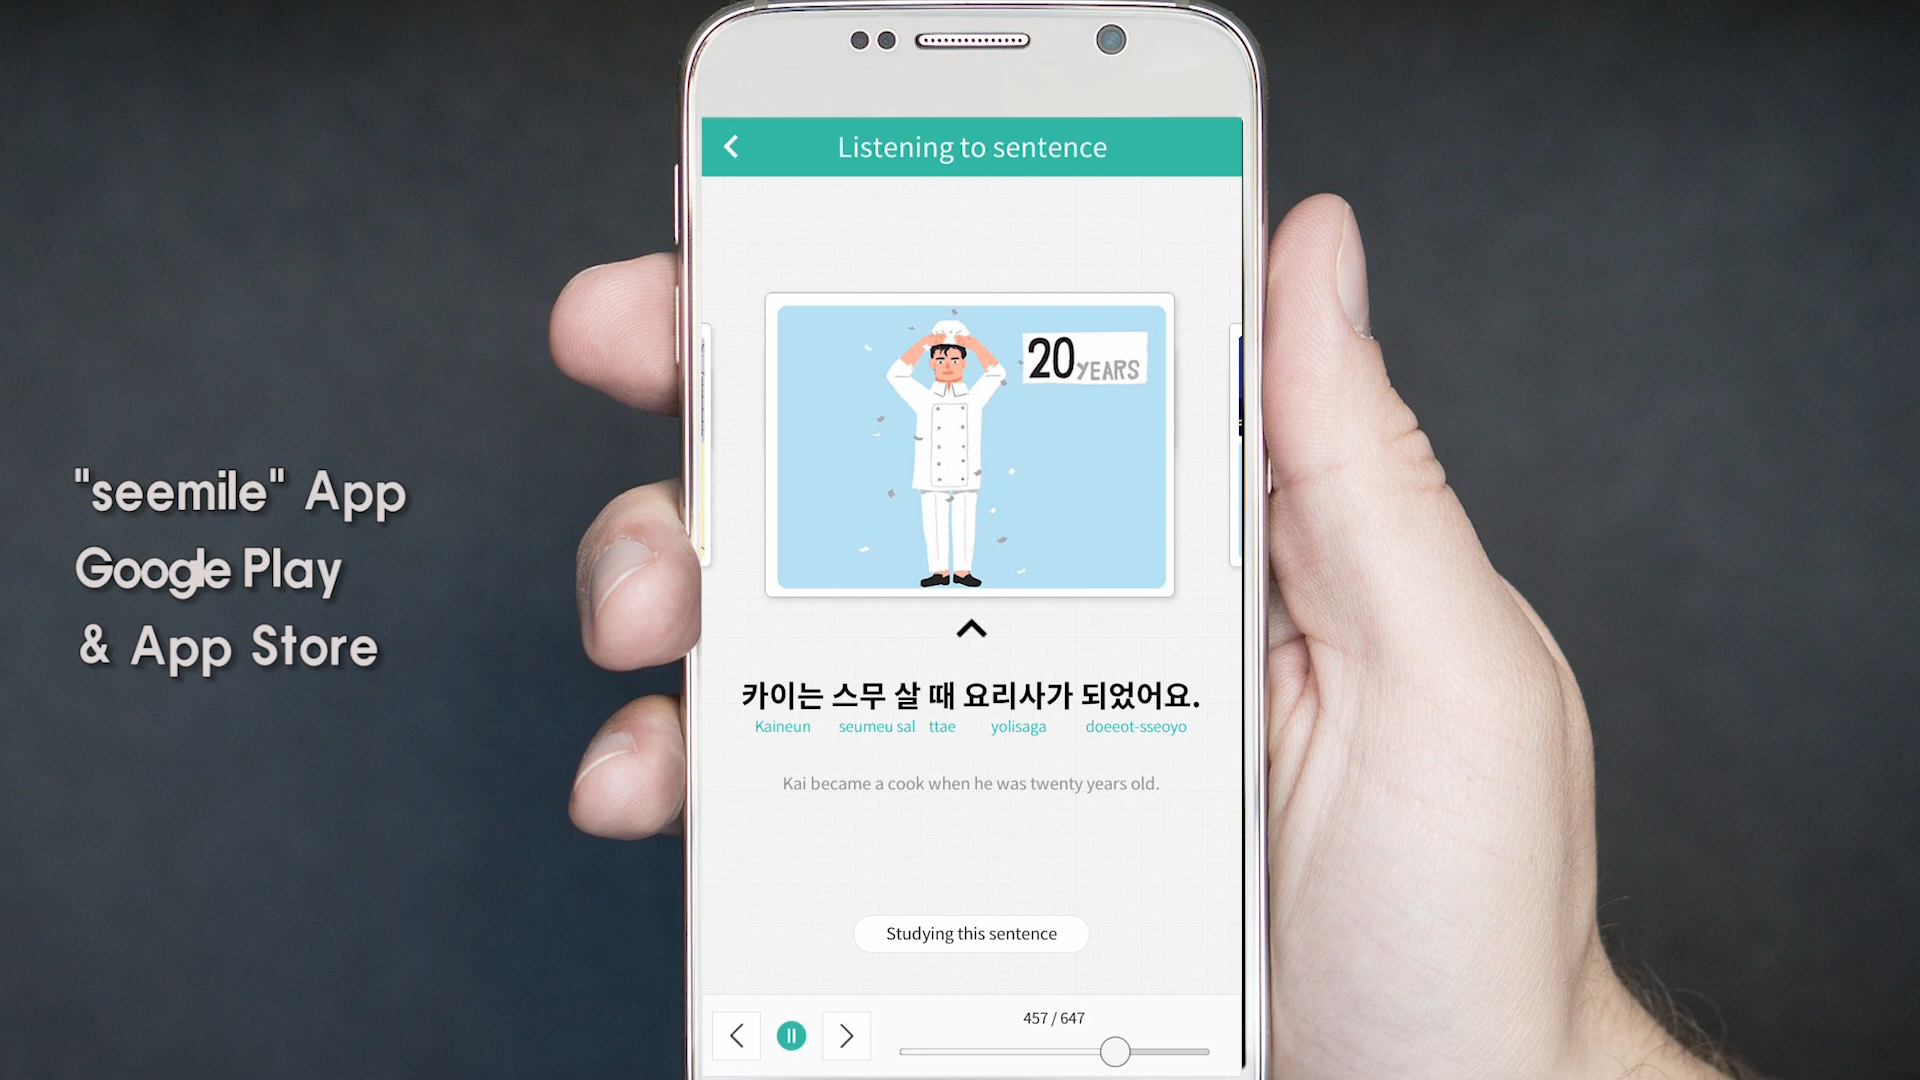 "seemile" App
Google Play
& App Store
Listening to sentence
20 YEARS
카이는 스무 살 때 요리사가 되었어요.
Kaineun seumeu sal ttae yolisaga doeeot-sseoyo
Kai became a cook when he was twenty years old.
Studying this sentence
457 / 647